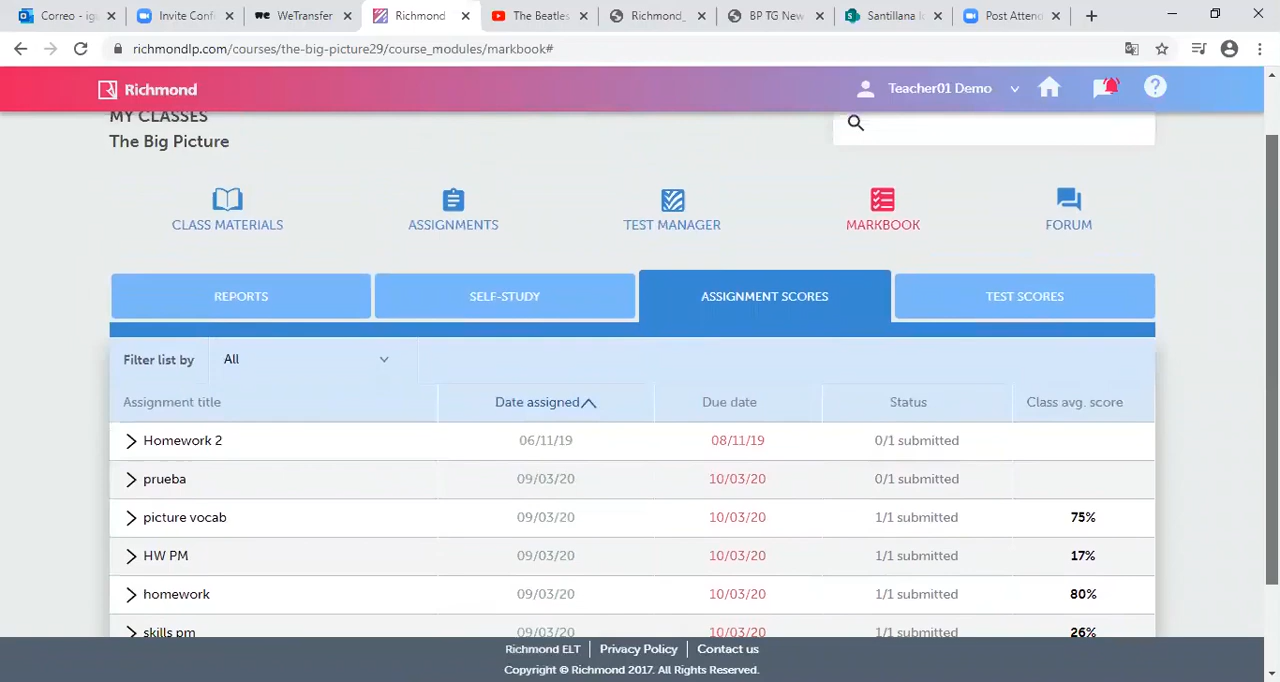 Correo - ig
Invite Conf
WeTransfer
Richmond
The Beatles
Richmond_
BP TG New
Santillana I
Post Attend
richmondlp.com/courses/the-big-picture29/course_modules/markbook#
Richmond
Teacher01 Demo
MY CLASSES
The Big Picture
CLASS MATERIALS
ASSIGNMENTS
TEST MANAGER
MARKBOOK
FORUM
REPORTS
SELF-STUDY
ASSIGNMENT SCORES
TEST SCORES
Filter list by All
Assignment title Date assigned Due date Status Class avg. score
Homework 2 06/11/19 08/11/19 0/1 submitted
prueba 09/03/20 10/03/20 0/1 submitted
picture vocab 09/03/20 10/03/20 1/1 submitted 75%
HW PM 09/03/20 10/03/20 1/1 submitted 17%
homework 09/03/20 10/03/20 1/1 submitted 80%
skills pm 09/03/20 10/03/20 1/1 submitted 26%
Richmond ELT Privacy Policy Contact us
Copyright © Richmond 2017. All Rights Reserved.